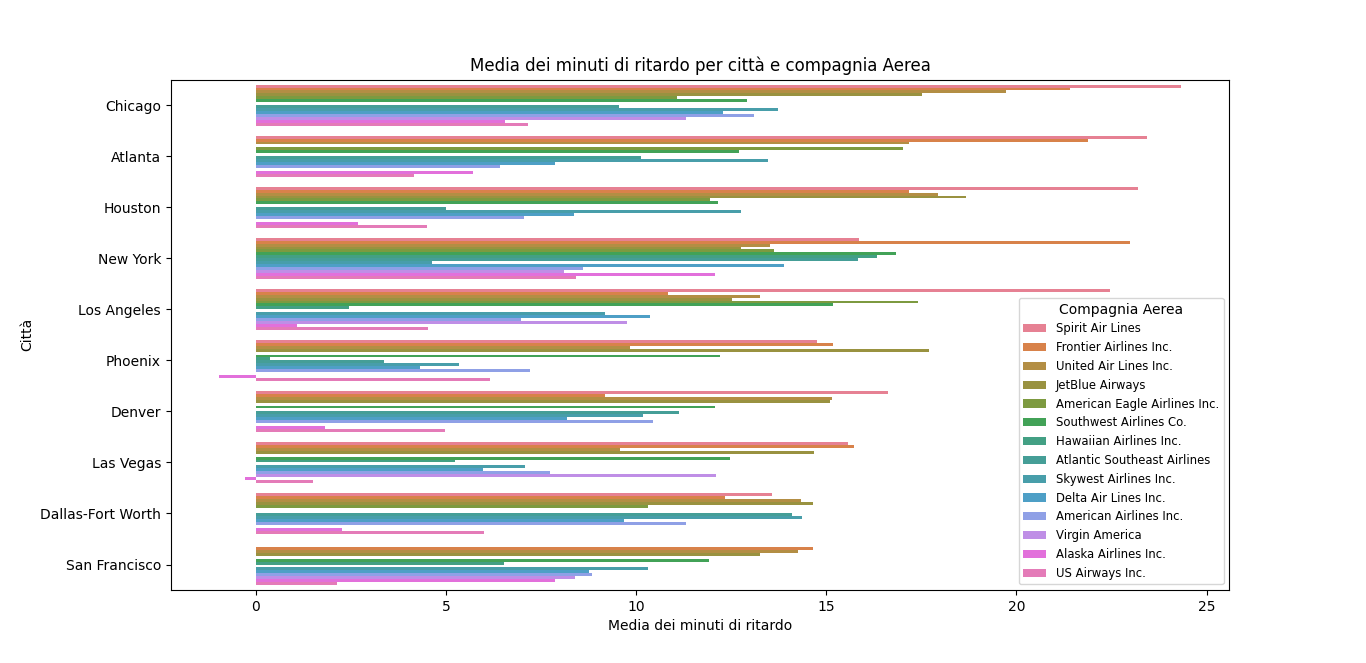 Media dei minuti di ritardo per città e compagnia Aerea
Città
Chicago
Atlanta
Houston
New York
Los Angeles
Phoenix
Denver
Las Vegas
Dallas-Fort Worth
San Francisco
Compagnia Aerea
Spirit Air Lines
Frontier Airlines Inc.
United Air Lines Inc.
JetBlue Airways
American Eagle Airlines Inc.
Southwest Airlines Co.
Hawaiian Airlines Inc.
Atlantic Southeast Airlines
Skywest Airlines Inc.
Delta Air Lines Inc.
American Airlines Inc.
Virgin America
Alaska Airlines Inc.
US Airways Inc.
0 5 10 15 20 25
Media dei minuti di ritardo